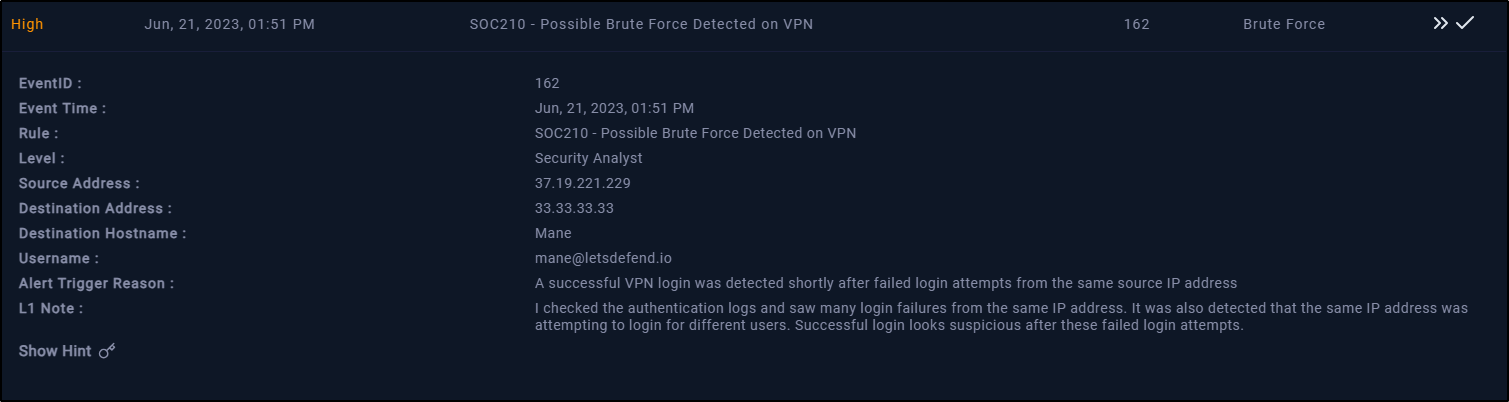 High Jun, 21, 2023, 01:51 PM SOC210 - Possible Brute Force Detected on VPN 162 Brute Force
EventID : 162
Event Time : Jun, 21, 2023, 01:51 PM
Rule : SOC210 - Possible Brute Force Detected on VPN
Level : Security Analyst
Source Address : 37.19.221.229
Destination Address : 33.33.33.33
Destination Hostname : Mane
Username : mane@letsdefend.io
Alert Trigger Reason : A successful VPN login was detected shortly after failed login attempts from the same source IP address
L1 Note : I checked the authentication logs and saw many login failures from the same IP address. It was also detected that the same IP address was
attempting to login for different users. Successful login looks suspicious after these failed login attempts.
Show Hint